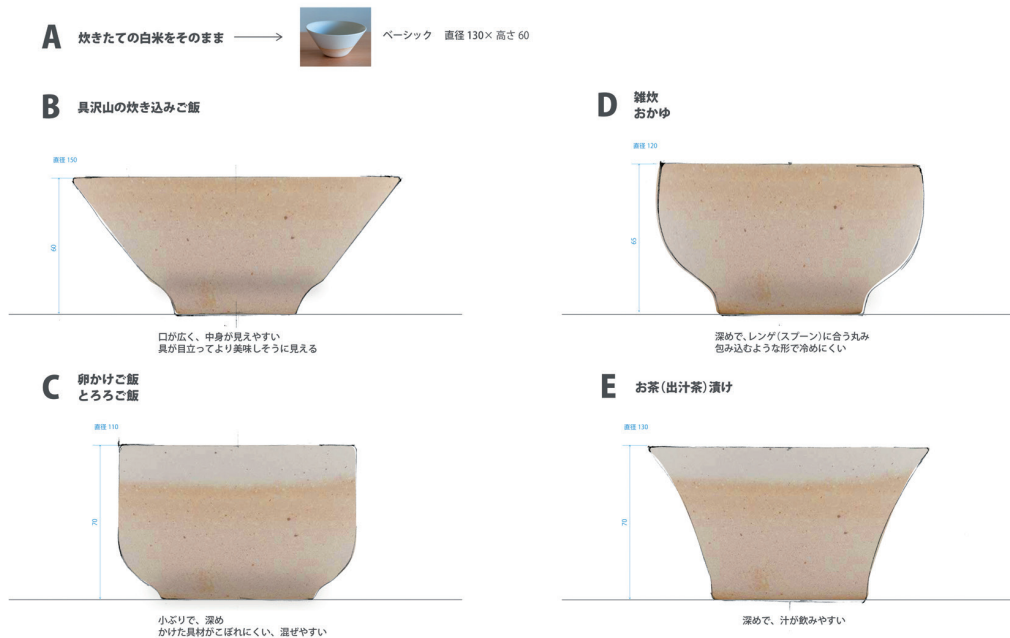 A 炊きたての白米をそのまま
ベーシック 直径 130× 高さ 60
B 具沢山の炊き込みご飯
直径 150
60
口が広く、中身が見えやすい
具が目立ってより美味しそうに見える
D 雑炊
おかゆ
直径 120
65
深めで、レンゲ（スプーン）に合う丸み
包み込むような形で冷めにくい
C 卵かけご飯
とろろご飯
直径 110
70
小ぶりで、深め
かけた具材がこぼれにくい、混ぜやすい
E お茶（出汁茶）漬け
直径 130
70
深めで、汁が飲みやすい